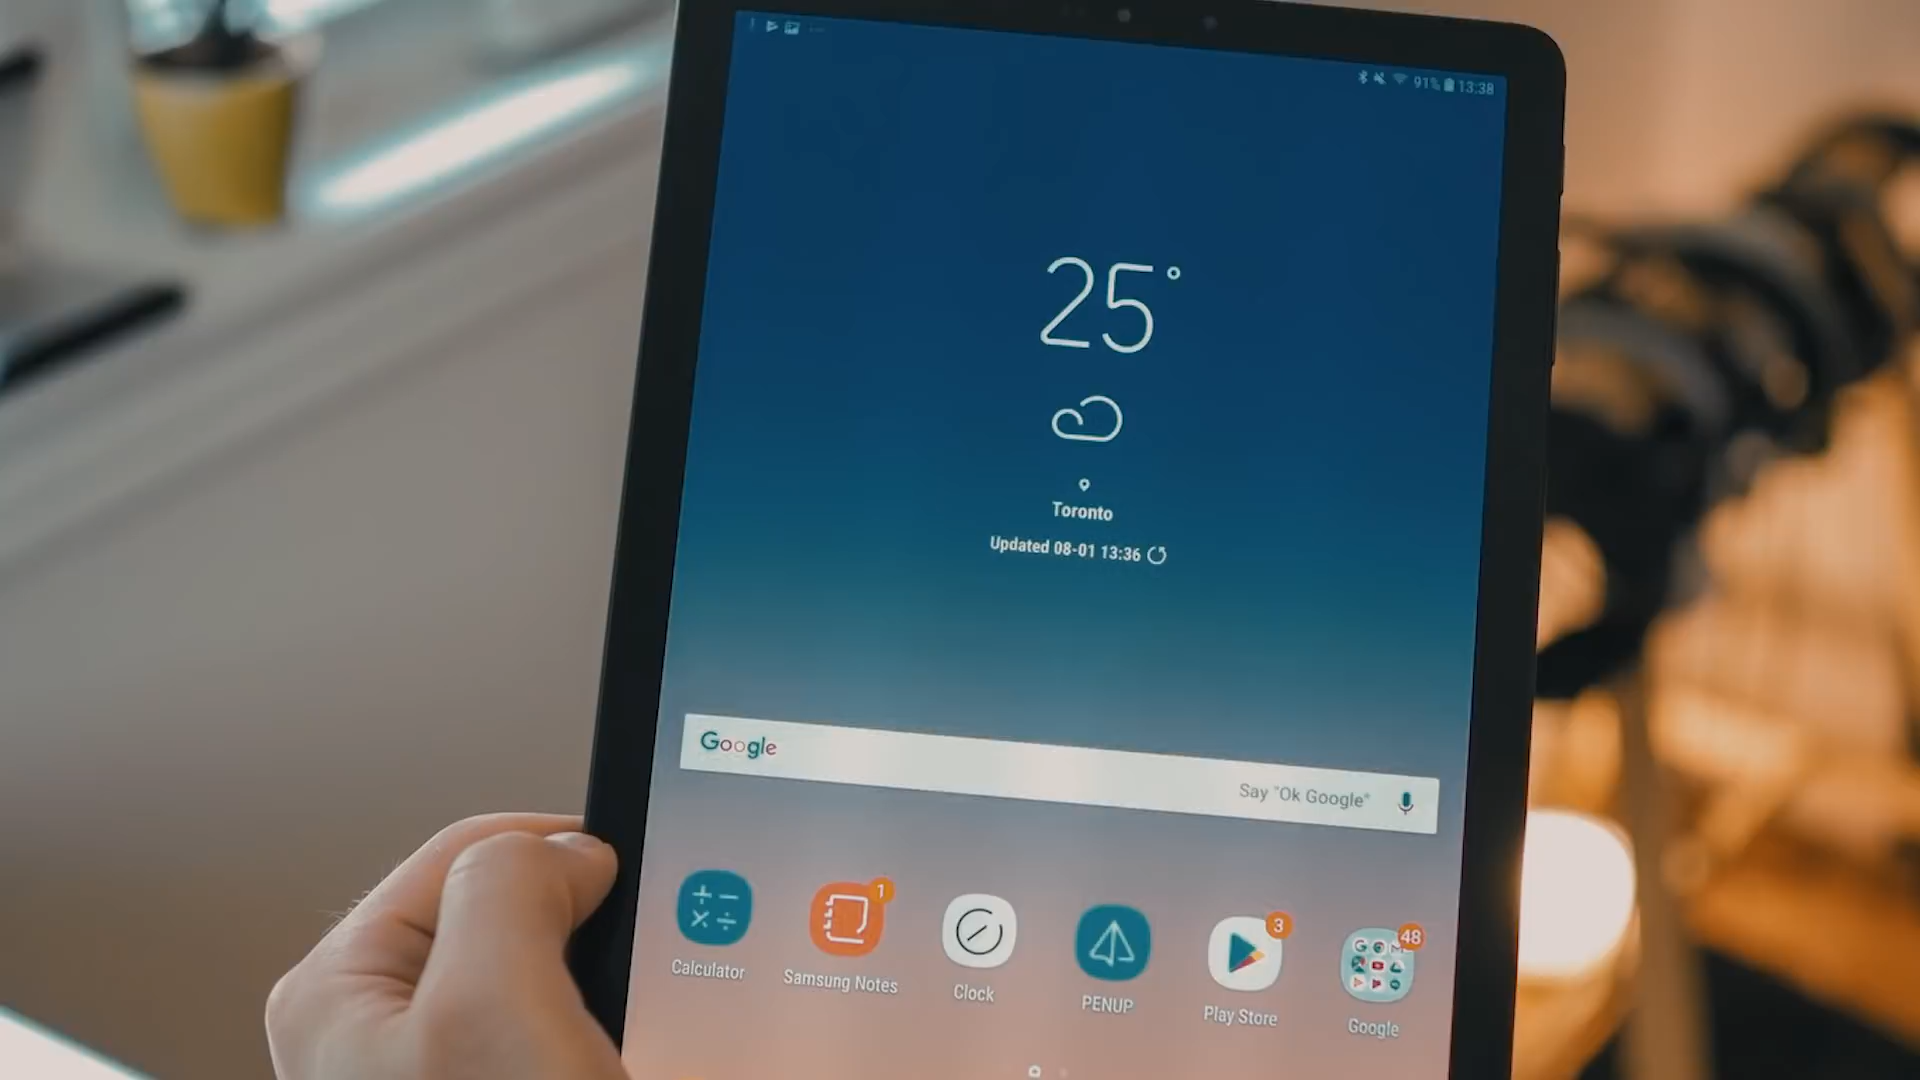 91% 13:38
25°
Toronto
Updated 08-01 13:36
Google
Say "Ok Google"
1
3
48
Calculator
Samsung Notes
Clock
PENUP
Play Store
Google